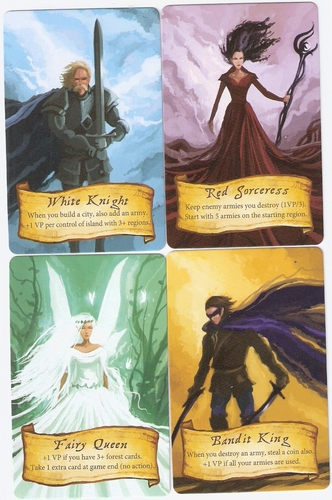 White Knight
When you build a city, also add an army.
+1 VP per control of island with 3+ regions.
Red Sorceress
Keep enemy armies you destroy (1VP/3).
Start with 5 armies on the starting region.
Fairy Queen
+1 VP if you have 3+ forest cards.
Take 1 extra card at game end (no action).
Bandit King
When you destroy an army, steal a coin also.
+1 VP if all your armies are used.